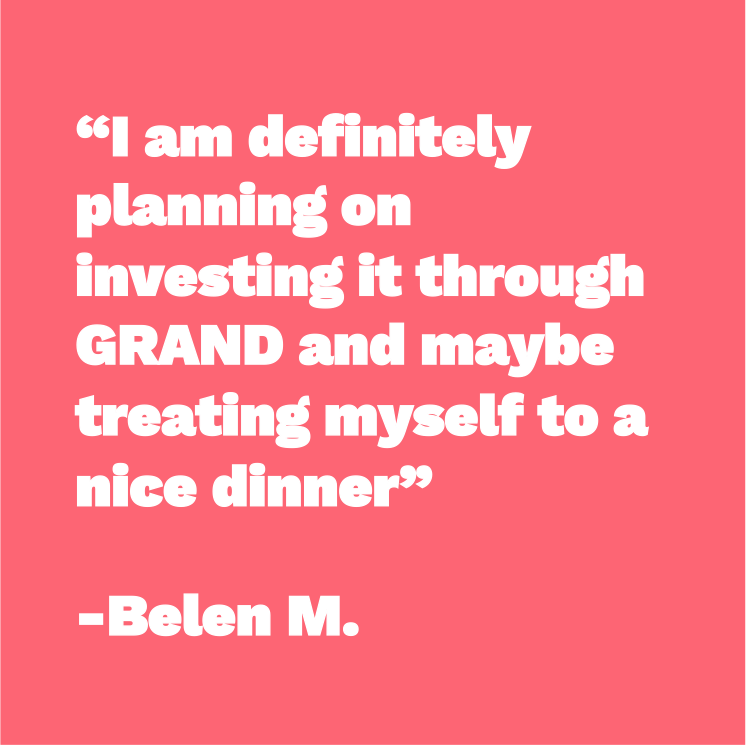 “I am definitely
planning on
investing it through
GRAND and maybe
treating myself to a
nice dinner”
-Belen M.